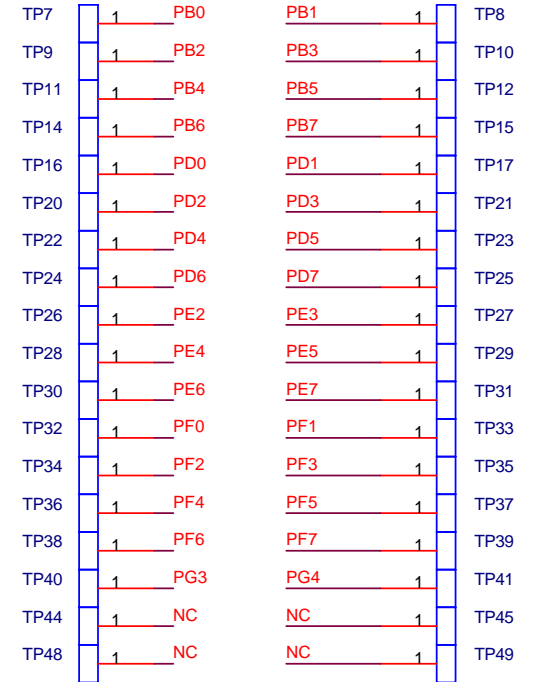 TP7 1 PB0 PB1 1 TP8
TP9 1 PB2 PB3 1 TP10
TP11 1 PB4 PB5 1 TP12
TP14 1 PB6 PB7 1 TP15
TP16 1 PD0 PD1 1 TP17
TP20 1 PD2 PD3 1 TP21
TP22 1 PD4 PD5 1 TP23
TP24 1 PD6 PD7 1 TP25
TP26 1 PE2 PE3 1 TP27
TP28 1 PE4 PE5 1 TP29
TP30 1 PE6 PE7 1 TP31
TP32 1 PF0 PF1 1 TP33
TP34 1 PF2 PF3 1 TP35
TP36 1 PF4 PF5 1 TP37
TP38 1 PF6 PF7 1 TP39
TP40 1 PG3 PG4 1 TP41
TP44 1 NC NC 1 TP45
TP48 1 NC NC 1 TP49